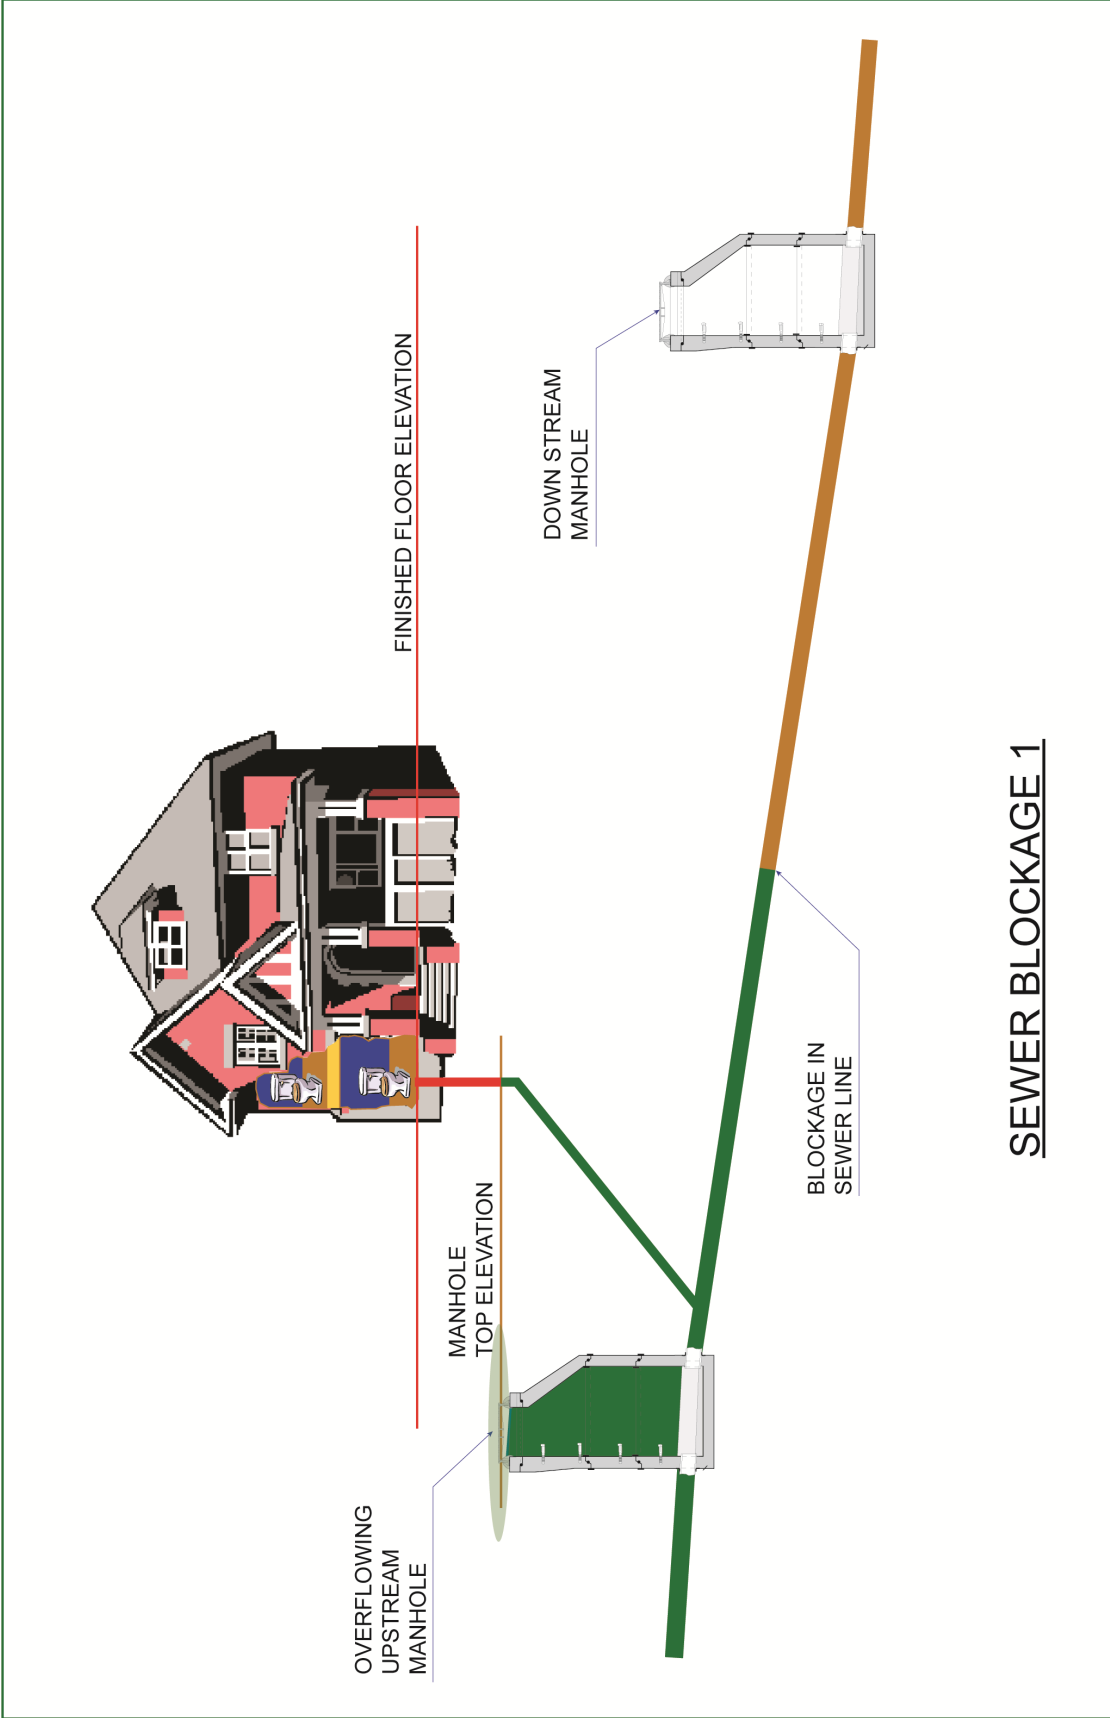 OVERFLOWING
UPSTREAM
MANHOLE
MANHOLE
TOP ELEVATION
FINISHED FLOOR ELEVATION
DOWN STREAM
MANHOLE
BLOCKAGE IN
SEWER LINE
SEWER BLOCKAGE 1